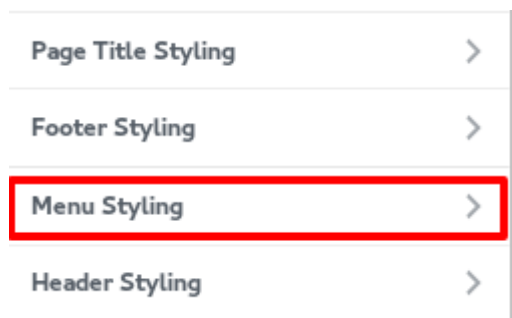 Page Title Styling
Footer Styling
Menu Styling
Header Styling